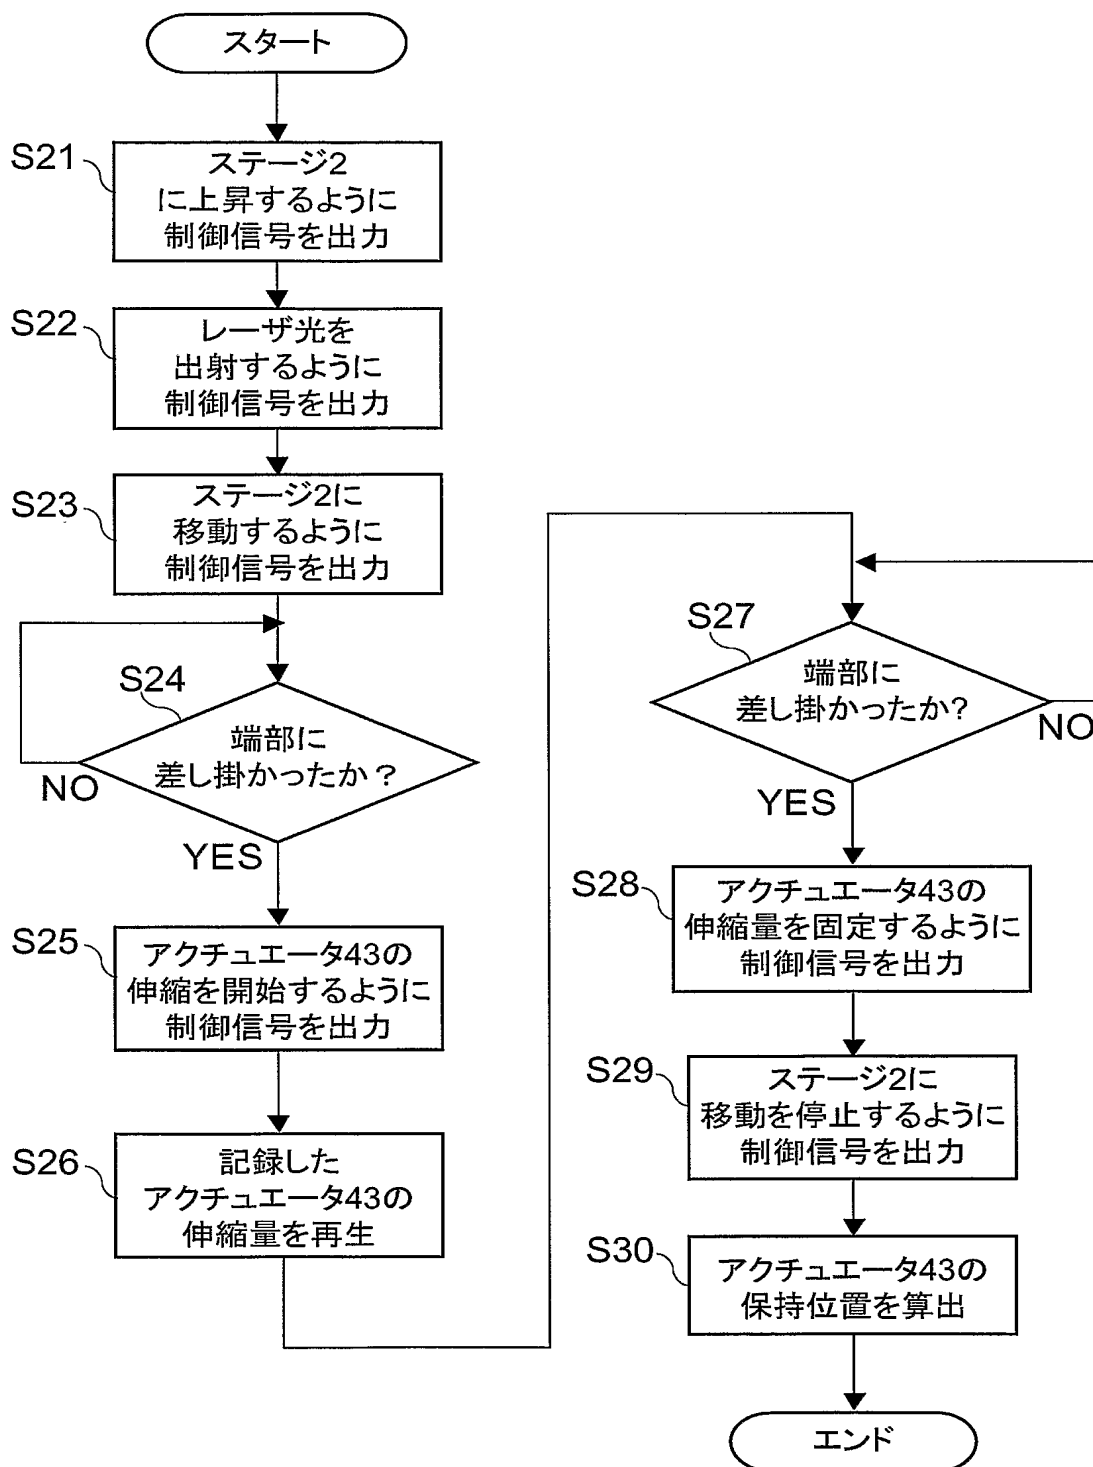 スタート
S21
ステージ2
に上昇するように
制御信号を出力
S22
レーザ光を
出射するように
制御信号を出力
S23
ステージ2に
移動するように
制御信号を出力
S24
端部に
差し掛かったか？
NO
YES
S25
アクチュエータ43の
伸縮を開始するように
制御信号を出力
S26
記録した
アクチュエータ43の
伸縮量を再生
S27
端部に
差し掛かったか?
NO
YES
S28
アクチュエータ43の
伸縮量を固定するように
制御信号を出力
S29
ステージ2に
移動を停止するように
制御信号を出力
S30
アクチュエータ43の
保持位置を算出
エンド